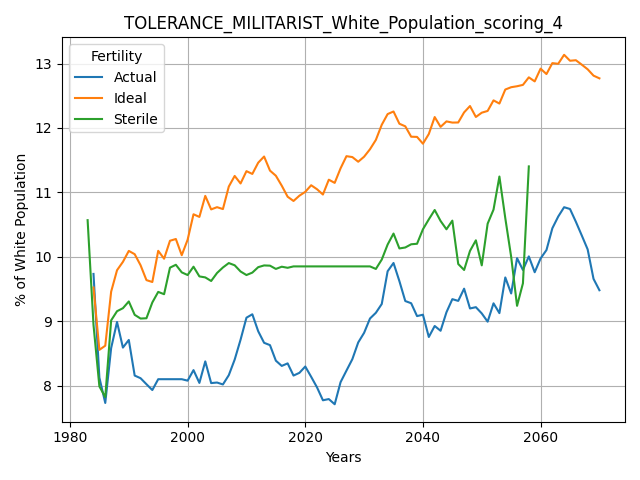 TOLERANCE_MILITARIST_White_Population_scoring_4
Fertility
Actual
Ideal
Sterile
% of White Population
13
12
11
10
9
8
1980
2000
2020
2040
2060
Years